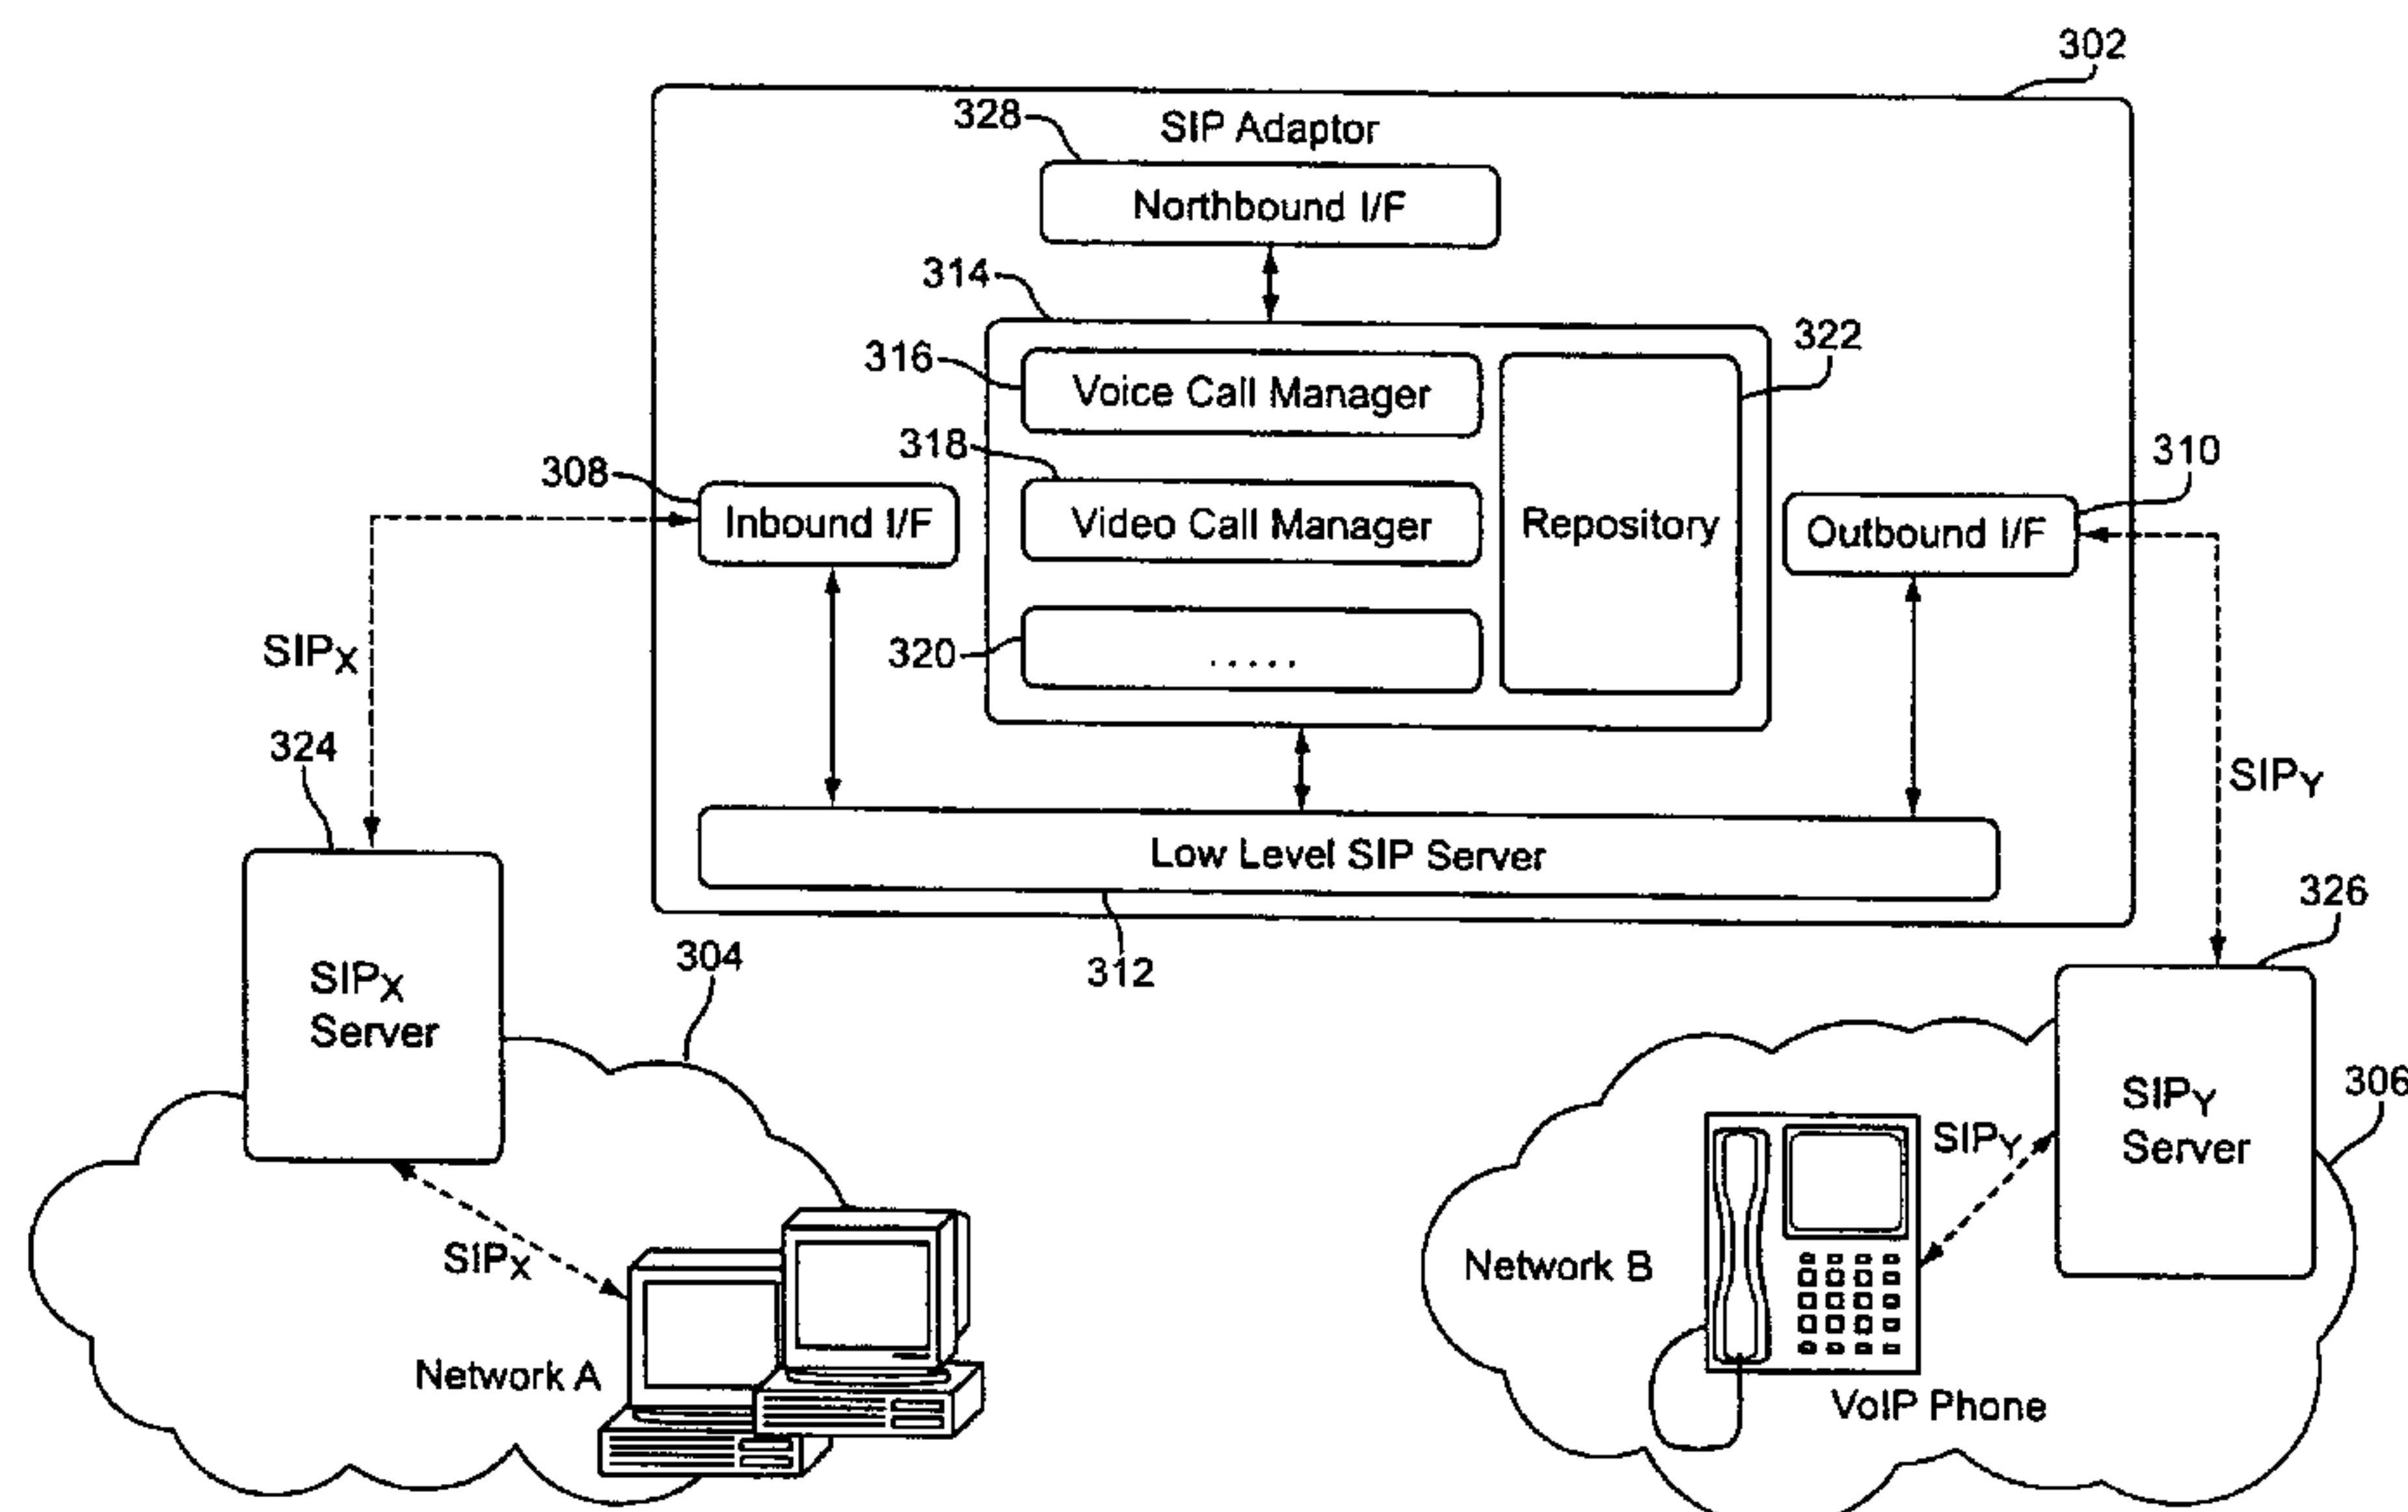 302
328
SIP Adaptor
Northbound I/F
314
322
316
Voice Call Manager
318
310
308
Inbound I/F
Video Call Manager
Repository
Outbound I/F
320
.....
SIPX
324
SIPY
Low Level SIP Server
326
304
312
SIPX
Server
306
SIPY
Server
SIPY
SIPX
Network B
Network A
VoIP Phone